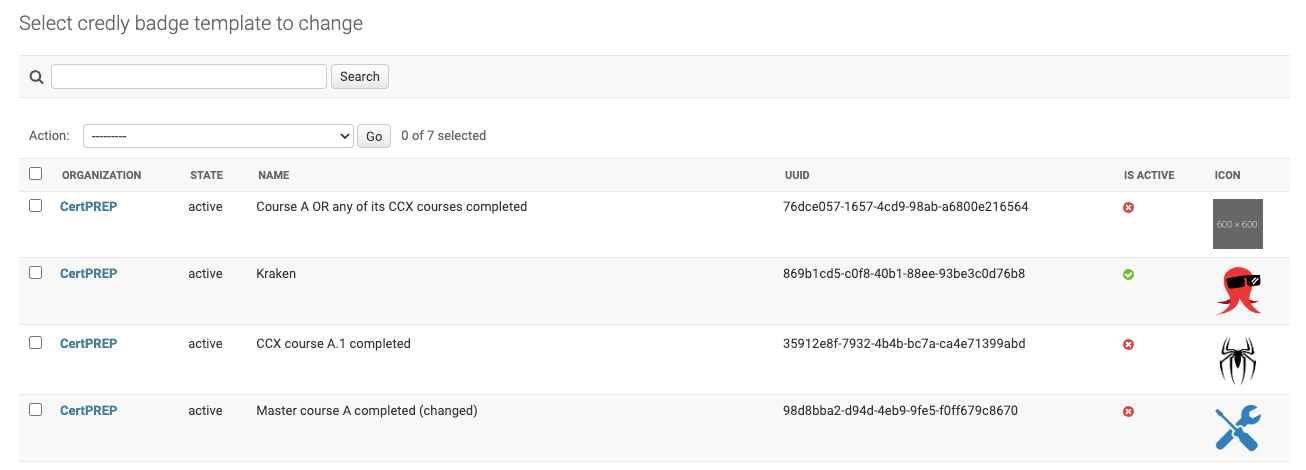 Select credly badge template to change
Search
Action: --------- Go 0 of 7 selected
ORGANIZATION STATE NAME UUID IS ACTIVE ICON
CertPREP active Course A OR any of its CCX courses completed 76dce057-1657-4cd9-98ab-a6800e216564
600 × 600
CertPREP active Kraken 869b1cd5-c0f8-40b1-88ee-93be3c0d76b8
CertPREP active CCX course A.1 completed 35912e8f-7932-4b4b-bc7a-ca4e71399abd
CertPREP active Master course A completed (changed) 98d8bba2-d94d-4eb9-9fe5-f0ff679c8670